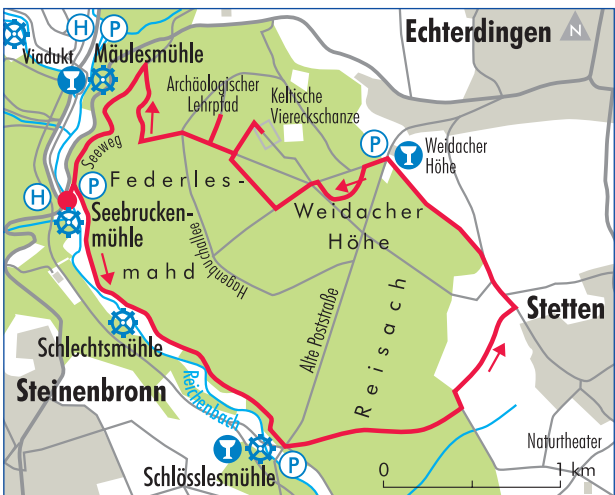 H P
Echterdingen N
Viadukt Mäulesmühle
Archäologischer
Lehrpfad
Keltische
Viereckschanze
P
Weidacher
Höhe
Seeweg
H P
Federles-
mahd
Seebrucken-
mühle
Weidacher
Höhe
Hagenbuchallee
Alte Poststraße
Reisach
Stetten
Schlechtsmühle
Steinenbronn
Reichenbach
Schlösslesmühle
P
Naturtheater
0 1 km